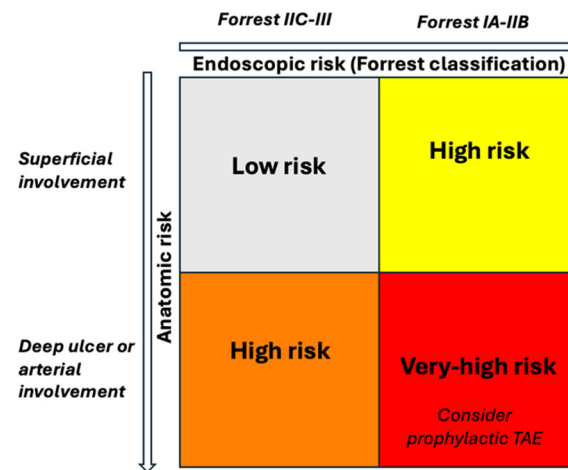 Forrest IIC-III
Forrest IA-IIB
Endoscopic risk (Forrest classification)
Superficial
involvement
Low risk
High risk
Anatomic risk
Deep ulcer or
arterial
involvement
High risk
Very-high risk
Consider
prophylactic TAE